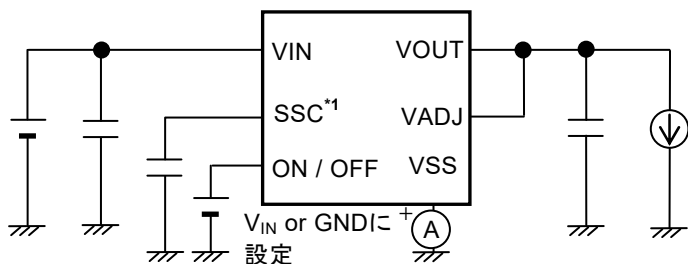 VIN
VOUT
SSC*1
VADJ
ON / OFF
VSS
VIN or GNDに
設定
+
A